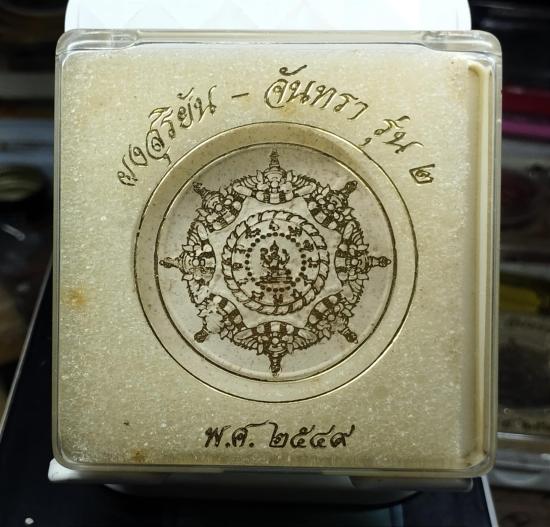 ผงสุริยัน - จันทรา รุ่น ๒
พ.ศ. ๒๕๔๙